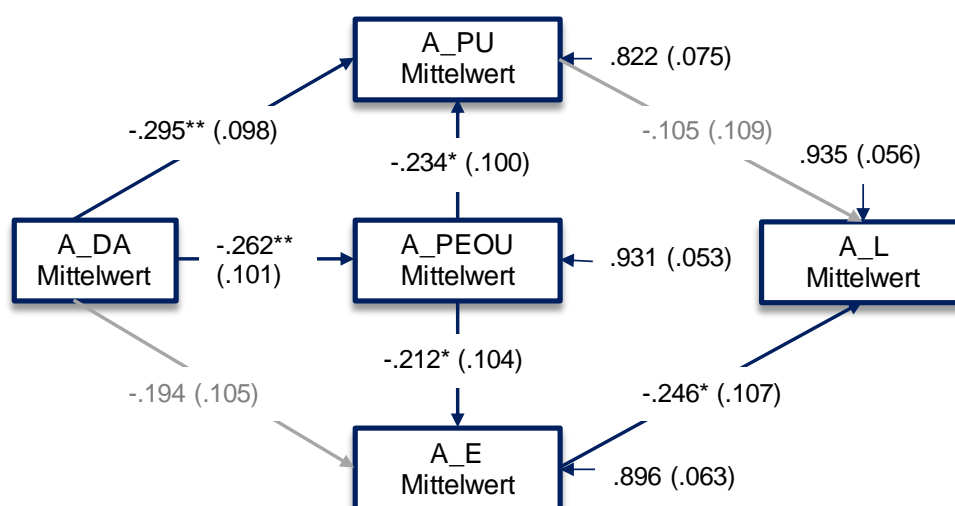 A_PU
Mittelwert
.822 (.075)
-.295** (.098)
-.105 (.109)
-.234* (.100)
.935 (.056)
A_DA
Mittelwert
-.262**
(.101)
A_PEOU
Mittelwert
.931 (.053)
A_L
Mittelwert
-.212* (.104)
-.194 (.105)
-.246* (.107)
A_E
Mittelwert
.896 (.063)